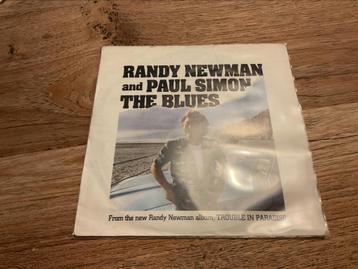 RANDY NEWMAN
and PAUL SIMON
THE BLUES
From the new Randy Newman album, TROUBLE IN PARADISE